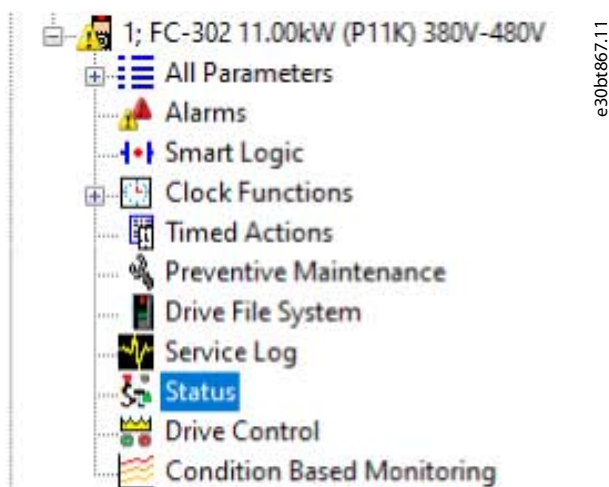 1; FC-302 11.00kW (P11K) 380V-480V
All Parameters
Alarms
Smart Logic
Clock Functions
Timed Actions
Preventive Maintenance
Drive File System
Service Log
Status
Drive Control
Condition Based Monitoring
e30bt867.11